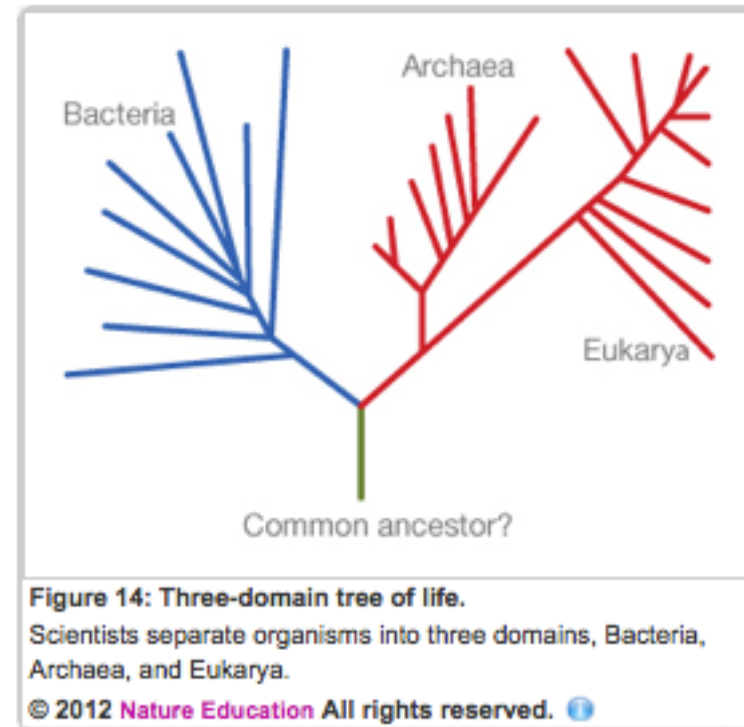 Archaea
Bacteria
Eukarya
Common ancestor?
Figure 14: Three-domain tree of life.
Scientists separate organisms into three domains, Bacteria,
Archaea, and Eukarya.
© 2012 Nature Education All rights reserved. i